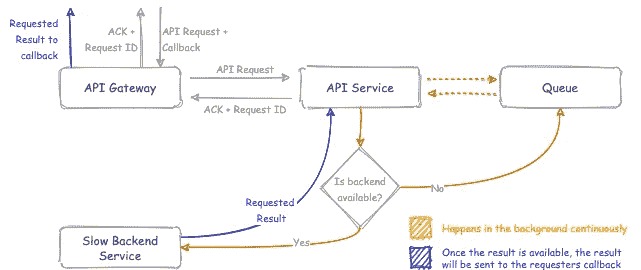 Requested
Result to
callback
ACK +
Request ID
API Request +
Callback
API Gateway
API Request
ACK + Request ID
API Service
Queue
Is backend
available?
No
Yes
Requested
Result
Slow Backend
Service
Happens in the background continuously
Once the result is available, the result
will be sent to the requesters callback